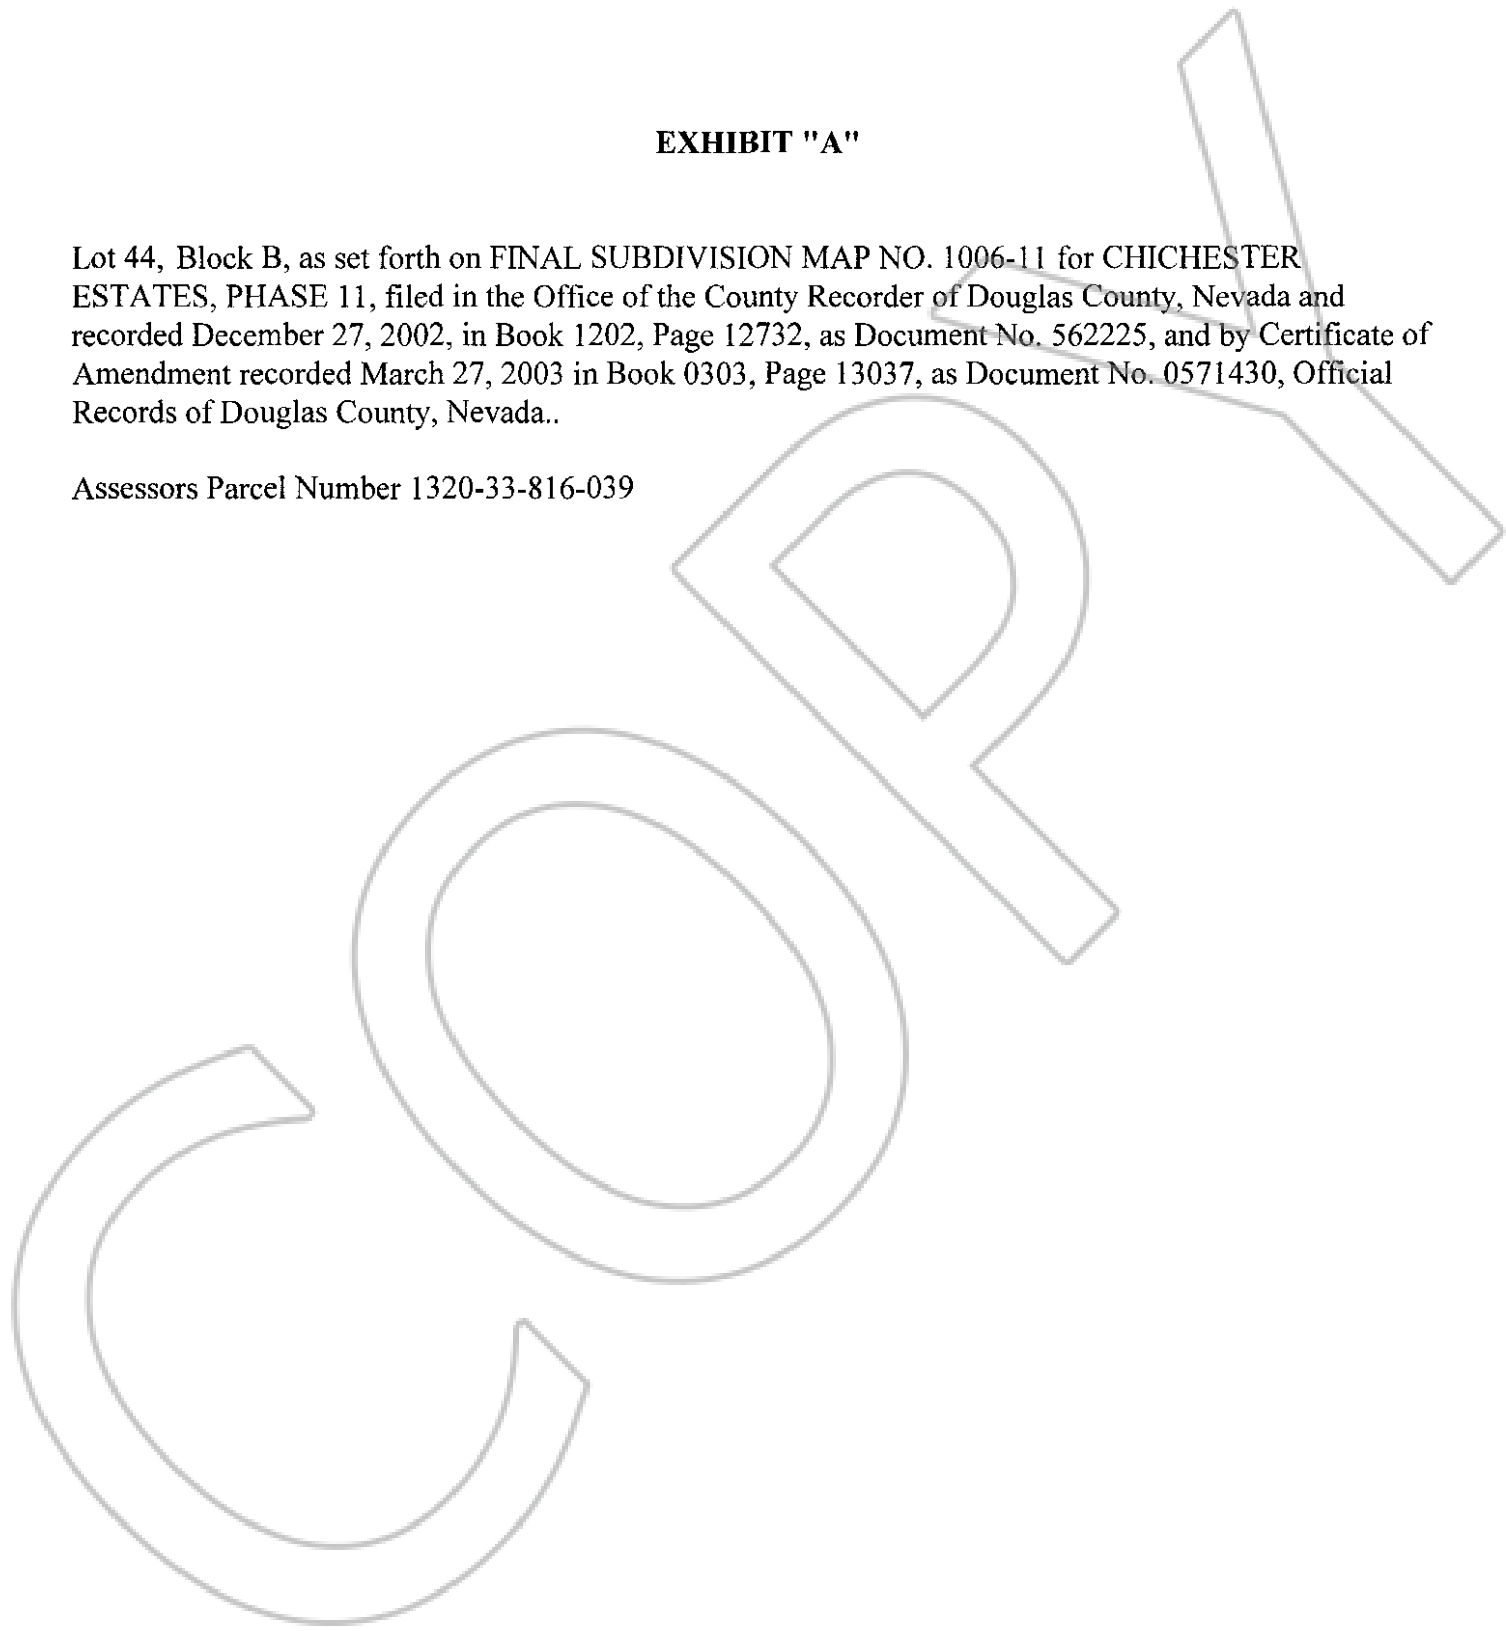 EXHIBIT "A"
Lot 44, Block B, as set forth on FINAL SUBDIVISION MAP NO. 1006-11 for CHICHESTER
ESTATES, PHASE 11, filed in the Office of the County Recorder of Douglas County, Nevada and
recorded December 27, 2002, in Book 1202, Page 12732, as Document No. 562225, and by Certificate of
Amendment recorded March 27, 2003 in Book 0303, Page 13037, as Document No. 0571430, Official
Records of Douglas County, Nevada..
Assessors Parcel Number 1320-33-816-039
COPY